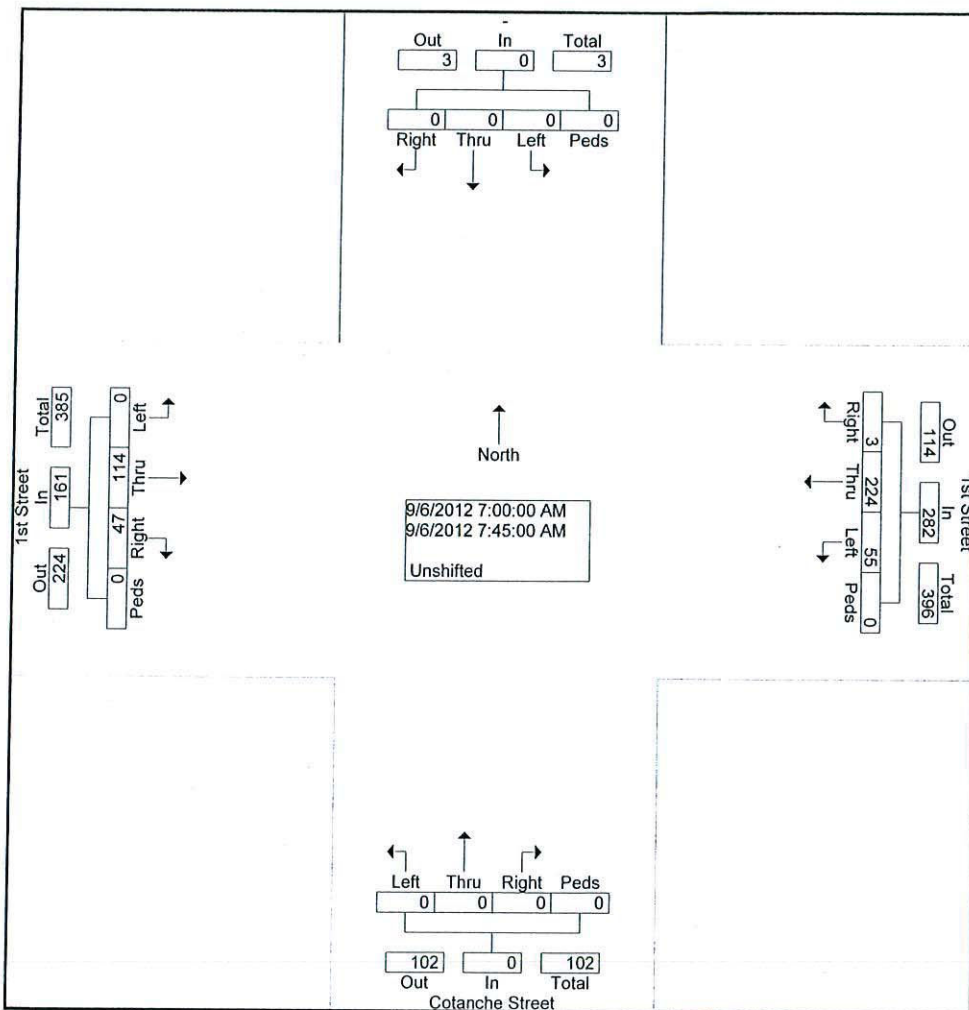 -
Out In Total
3 0 3
0 0 0 0
Right Thru Left Peds
1st Street
Total In Out
385 161 224
0 114 47 0
Left Thru Right Peds
North
9/6/2012 7:00:00 AM
9/6/2012 7:45:00 AM
Unshifted
Right Thru Left Peds
3 224 55 0
Out In Total
114 282 396
1st Street
Left Thru Right Peds
0 0 0 0
102 0 102
Out In Total
Cotanche Street